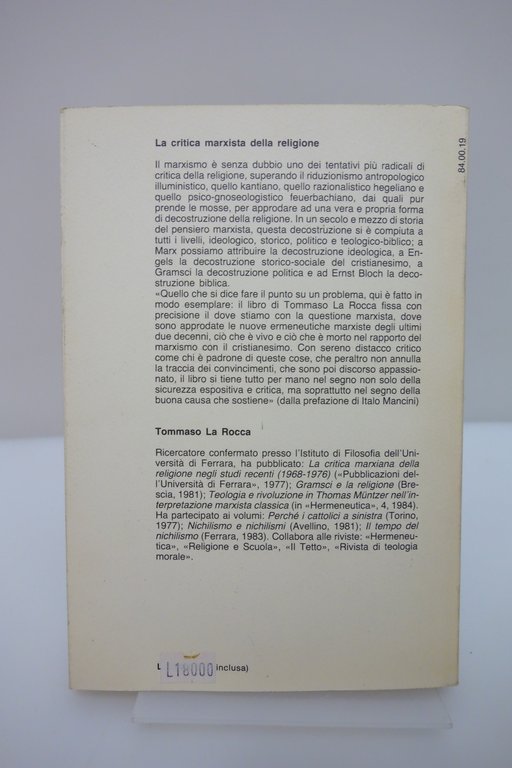 La critica marxista della religione
Il marxismo è senza dubbio uno dei tentativi più radicali di
critica della religione, superando il riduzionismo antropologico
illuministico, quello kantiano, quello razionalistico hegeliano e
quello psico-gnoseologistico feuerbachiano, dai quali pur
prende le mosse, per approdare ad una vera e propria forma
di decostruzione della religione. In un secolo e mezzo di storia
del pensiero marxista, questa decostruzione si è compiuta a
tutti i livelli, ideologico, storico, politico e teologico-biblico; a
Marx possiamo attribuire la decostruzione ideologica, a En-
gels la decostruzione storico-sociale del cristianesimo, a
Gramsci la decostruzione politica e ad Ernst Bloch la deco-
struzione biblica.
«Quello che si dice fare il punto su un problema, qui è fatto in
modo esemplare: il libro di Tommaso La Rocca fissa con
precisione il dove stiamo con la questione marxista, dove
sono approdate le nuove ermeneutiche marxiste degli ultimi
due decenni, ciò che è vivo e ciò che è morto nel rapporto del
marxismo con il cristianesimo. Con sereno distacco critico
come chi è padrone di queste cose, che peraltro non annulla
la traccia dei convincimenti, che sono poi discorso appassio-
nato, il libro si tiene tutto per mano nel segno non solo della
sicurezza espositiva e critica, ma soprattutto nel segno della
buona causa che sostiene» (dalla prefazione di Italo Mancini)
Tommaso La Rocca
Ricercatore confermato presso l'Istituto di Filosofia dell'Uni-
versità di Ferrara, ha pubblicato: La critica marxiana della
religione negli studi recenti (1968-1976) («Pubblicazioni del-
l'Università di Ferrara», 1977); Gramsci e la religione (Bre-
scia, 1981); Teologia e rivoluzione in Thomas Müntzer nell'in-
terpretazione marxista classica (in «Hermeneutica», 4, 1984).
Ha partecipato ai volumi: Perché i cattolici a sinistra (Torino,
1977); Nichilismo e nichilismi (Avellino, 1981); Il tempo del
nichilismo (Ferrara, 1983). Collabora alle riviste: «Hermeneu-
tica», «Religione e Scuola», «Il Tetto», «Rivista di teologia
morale».
L L18000 inclusa)
84.00.19